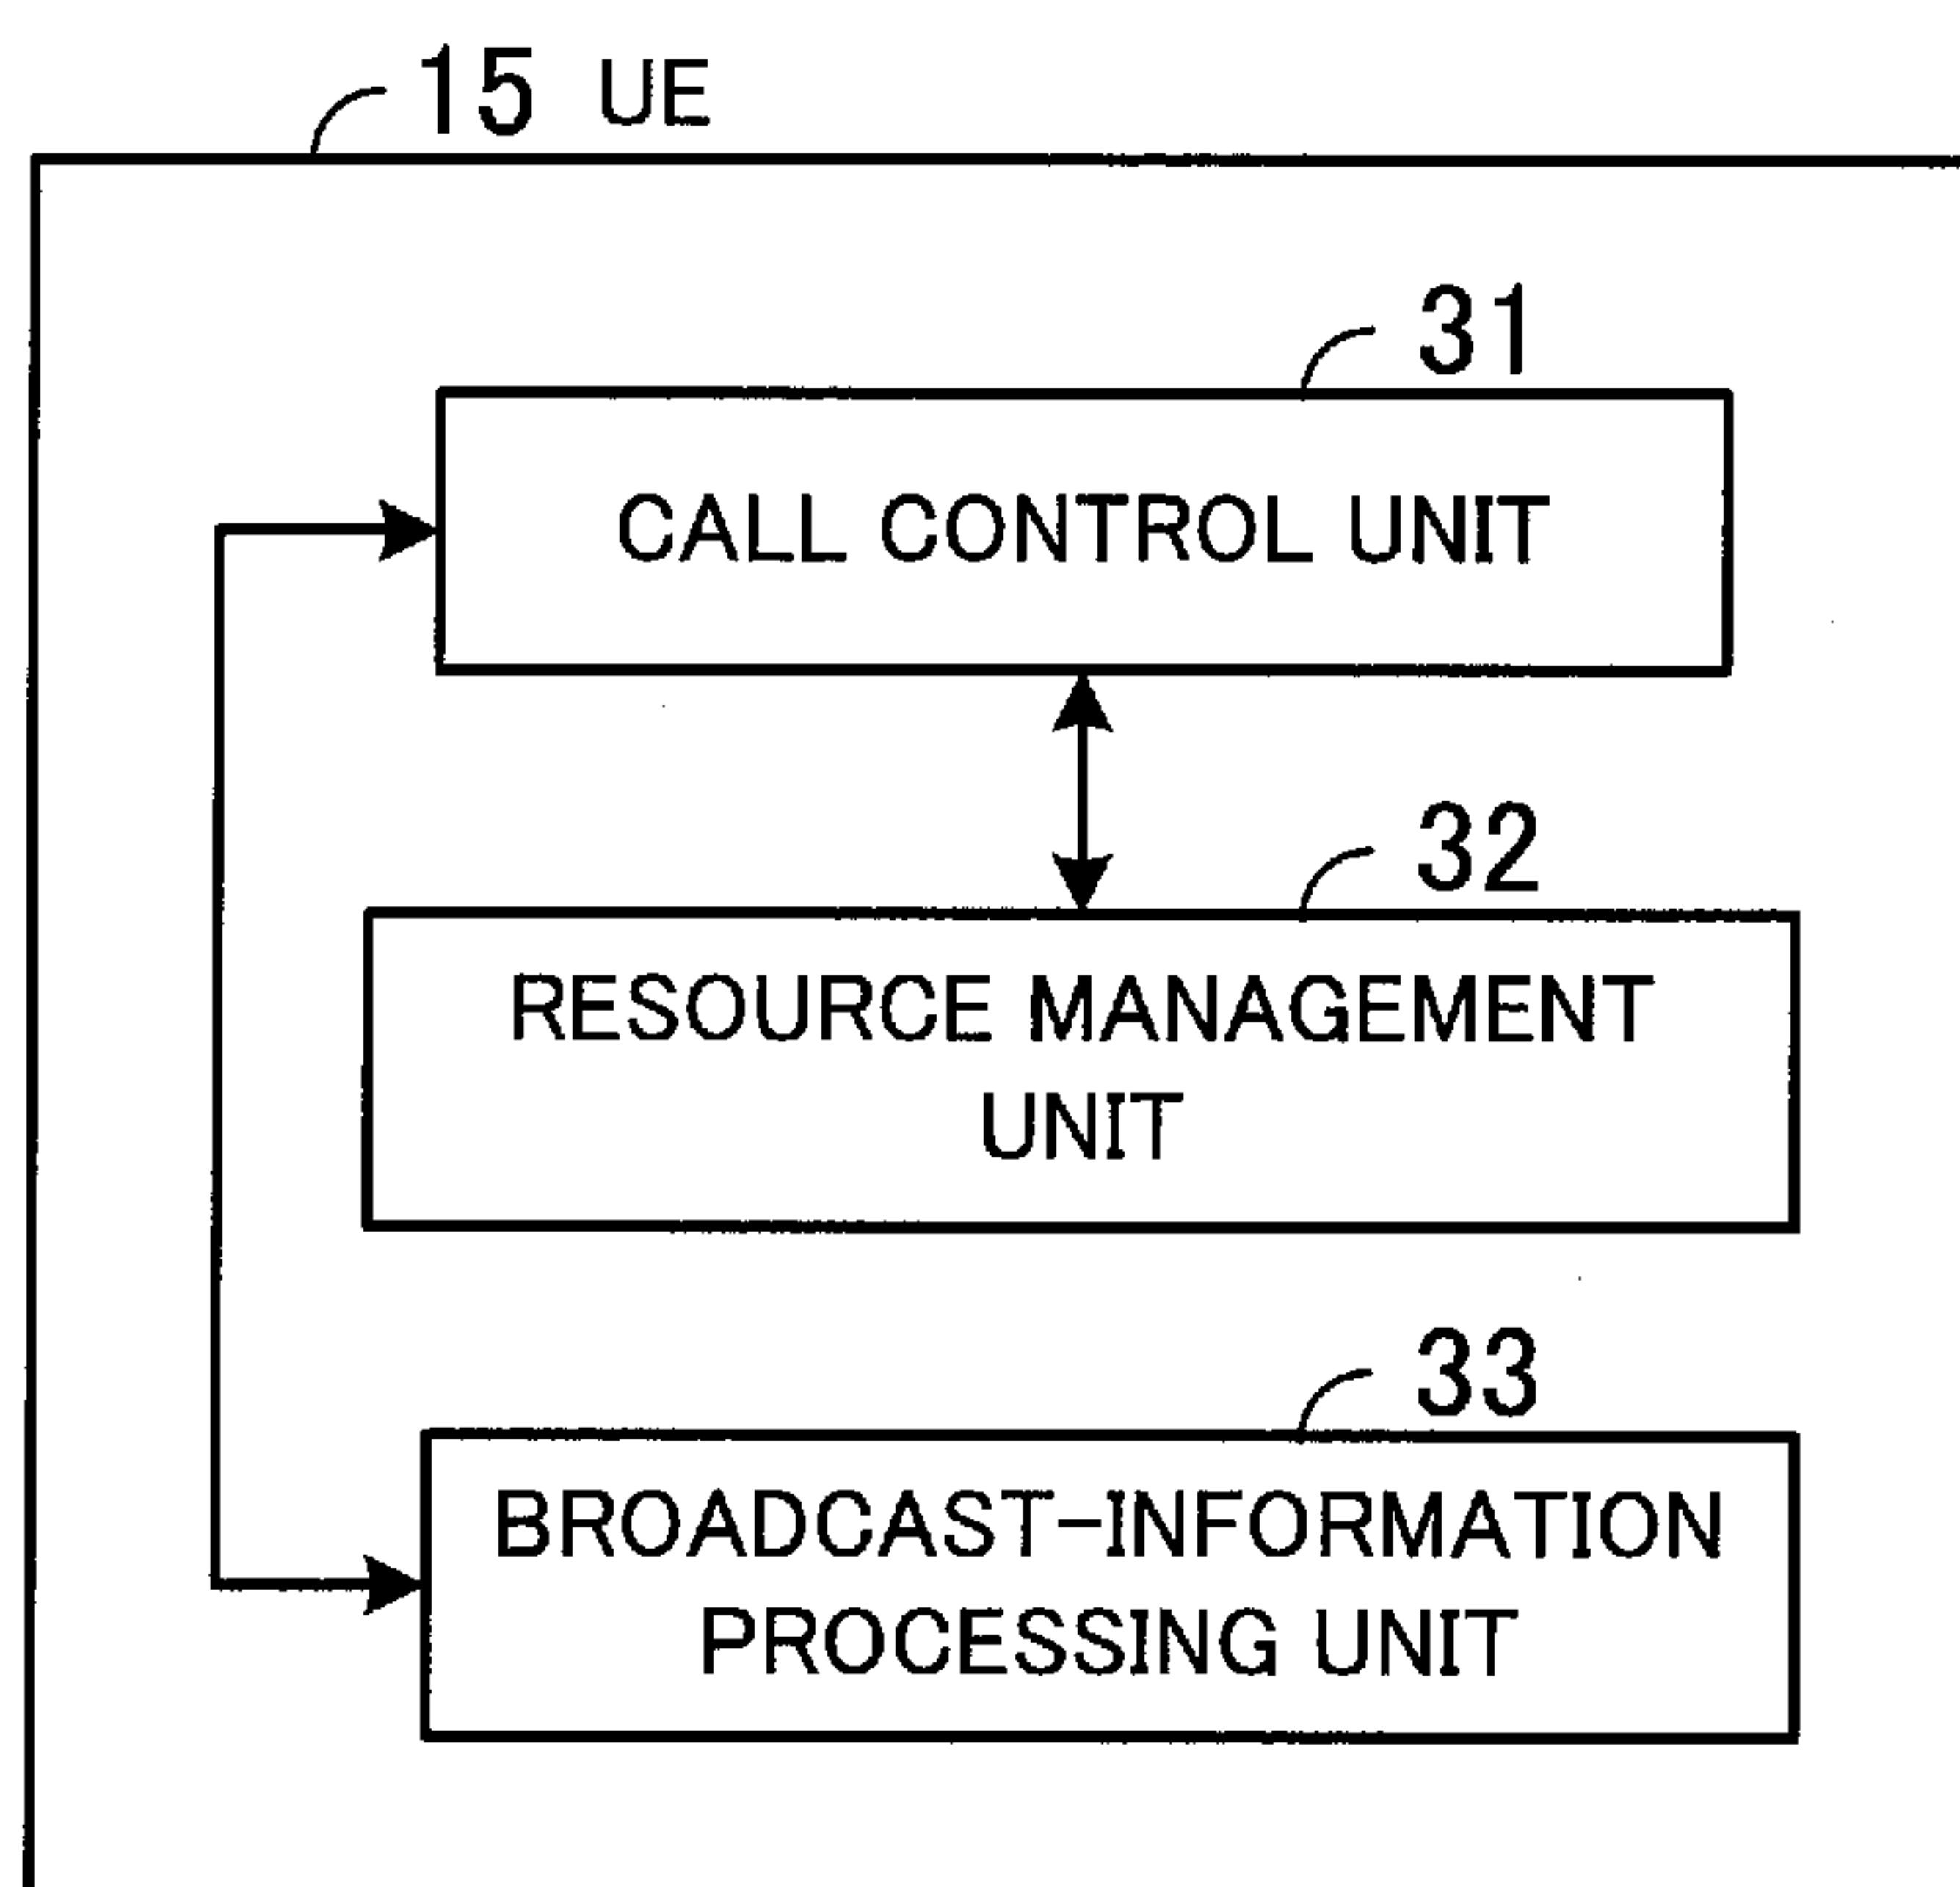 15 UE
31
CALL CONTROL UNIT
32
RESOURCE MANAGEMENT
UNIT
33
BROADCAST-INFORMATION
PROCESSING UNIT